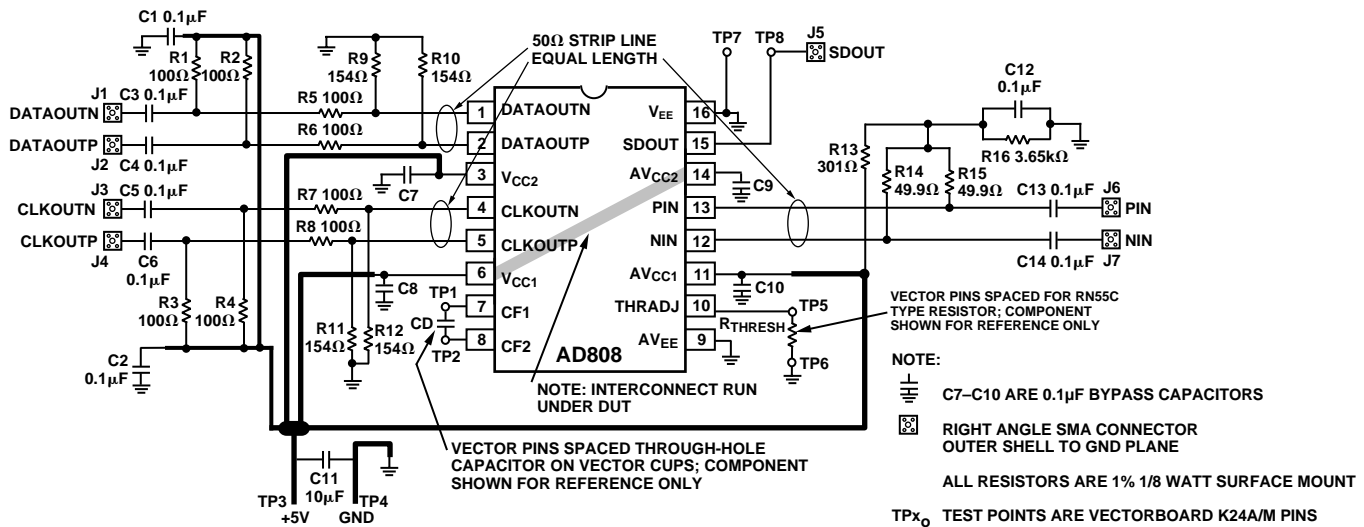 C1 0.1µF
R1
100Ω
R2
100Ω
R9
154Ω
R10
154Ω
50Ω STRIP LINE
EQUAL LENGTH
TP7
TP8
J5
SDOUT
C12
0.1µF
J1
C3 0.1µF
DATAOUTN
R5 100Ω
1
DATAOUTN
VEE
16
R6 100Ω
DATAOUTP
J2
C4 0.1µF
2
DATAOUTP
SDOUT
15
R13
301Ω
R16 3.65kΩ
R14
49.9Ω
R15
49.9Ω
J3
C5 0.1µF
C7
3
VCC2
AVCC2
14
C9
CLKOUTN
R7 100Ω
4
CLKOUTN
PIN
13
C13 0.1µF
J6
PIN
CLKOUTP
J4
R8 100Ω
5
CLKOUTP
NIN
12
C14 0.1µF
NIN
J7
C6
0.1µF
6
VCC1
AVCC1
11
C8
C10
R3
100Ω
R4
100Ω
TP1
CD
TP2
7
CF1
THRADJ
10
TP5
RTHRESH
TP6
VECTOR PINS SPACED FOR RN55C
TYPE RESISTOR; COMPONENT
SHOWN FOR REFERENCE ONLY
R11
154Ω
R12
154Ω
8
CF2
AVEE
9
AD808
C2
0.1µF
NOTE: INTERCONNECT RUN
UNDER DUT
NOTE:
C7–C10 ARE 0.1µF BYPASS CAPACITORS
RIGHT ANGLE SMA CONNECTOR
OUTER SHELL TO GND PLANE
VECTOR PINS SPACED THROUGH-HOLE
CAPACITOR ON VECTOR CUPS; COMPONENT
SHOWN FOR REFERENCE ONLY
C11
10µF
TP3
+5V
TP4
GND
ALL RESISTORS ARE 1% 1/8 WATT SURFACE MOUNT
TPx TEST POINTS ARE VECTORBOARD K24A/M PINS